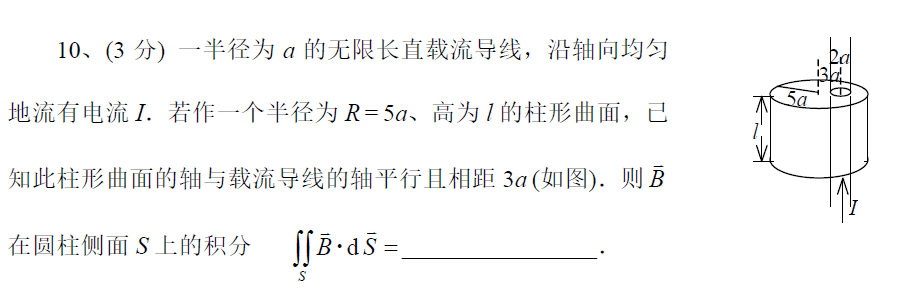 10、(3 分) 一半径为 a 的无限长直载流导线，沿轴向均匀
地流有电流 I．若作一个半径为 R = 5a、高为 l 的柱形曲面，已
知此柱形曲面的轴与载流导线的轴平行且相距 3a (如图)．则 B̄
在圆柱侧面 S 上的积分 ∬_S B̄·dS̄ =____________．
2a
3a
5a
l
I